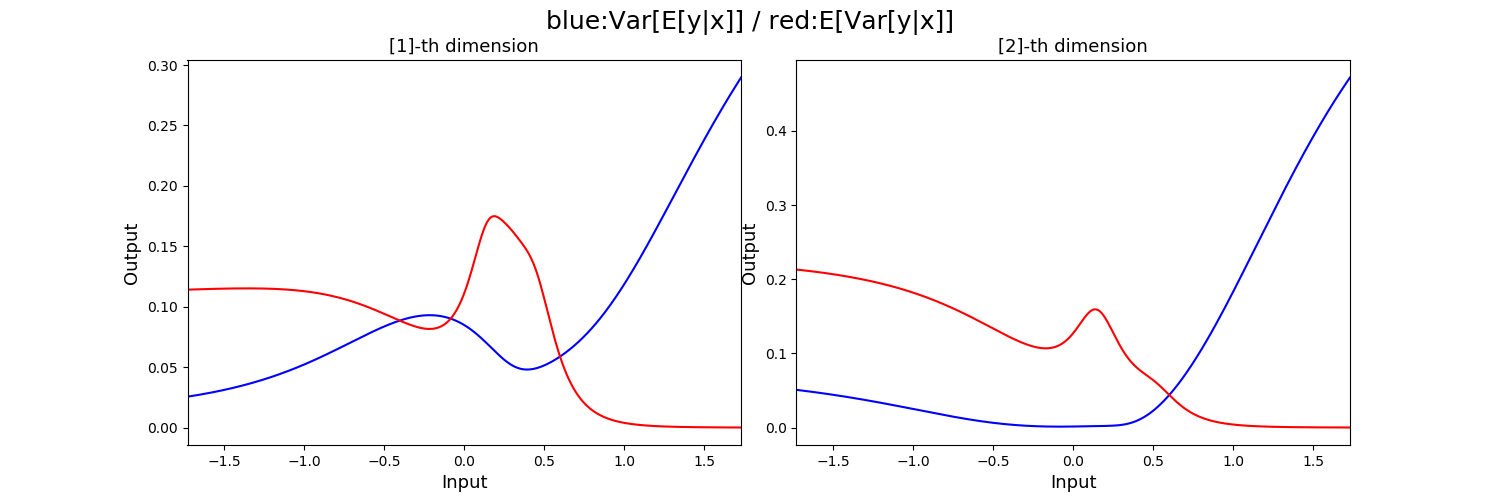 blue:Var[E[y|x]] / red:E[Var[y|x]]
[1]-th dimension
[2]-th dimension
0.30
0.25
0.20
0.15
0.10
0.05
0.00
Output
−1.5 −1.0 −0.5 0.0 0.5 1.0 1.5
Input
0.4
0.3
0.2
0.1
0.0
Output
−1.5 −1.0 −0.5 0.0 0.5 1.0 1.5
Input